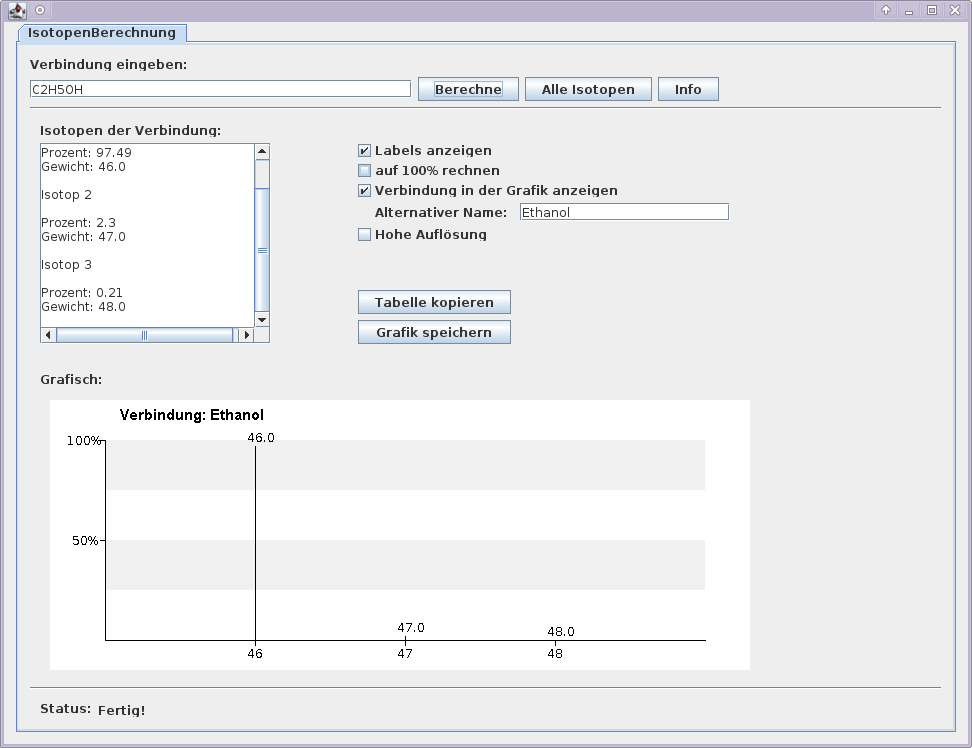 IsotopenBerechnung
Verbindung eingeben:
C2H5OH
Berechne
Alle Isotopen
Info
Isotopen der Verbindung:
Prozent: 97.49
Gewicht: 46.0
Isotop 2
Prozent: 2.3
Gewicht: 47.0
Isotop 3
Prozent: 0.21
Gewicht: 48.0
Labels anzeigen
auf 100% rechnen
Verbindung in der Grafik anzeigen
Alternativer Name: Ethanol
Hohe Auflösung
Tabelle kopieren
Grafik speichern
Grafisch:
Verbindung: Ethanol
100%
46.0
50%
47.0
48.0
46 47 48
Status: Fertig!